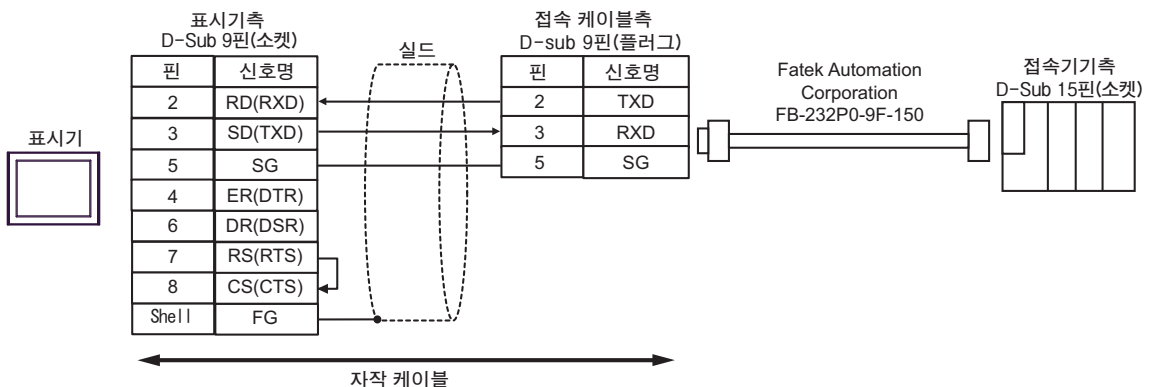 표시기측
D-Sub 9핀(소켓)
실드
접속 케이블측
D-sub 9핀(플러그)
핀 신호명
2 RD(RXD)
3 SD(TXD)
5 SG
4 ER(DTR)
6 DR(DSR)
7 RS(RTS)
8 CS(CTS)
Shell FG
핀 신호명
2 TXD
3 RXD
5 SG
Fatek Automation
Corporation
FB-232P0-9F-150
접속기기측
D-Sub 15핀(소켓)
표시기
자작 케이블